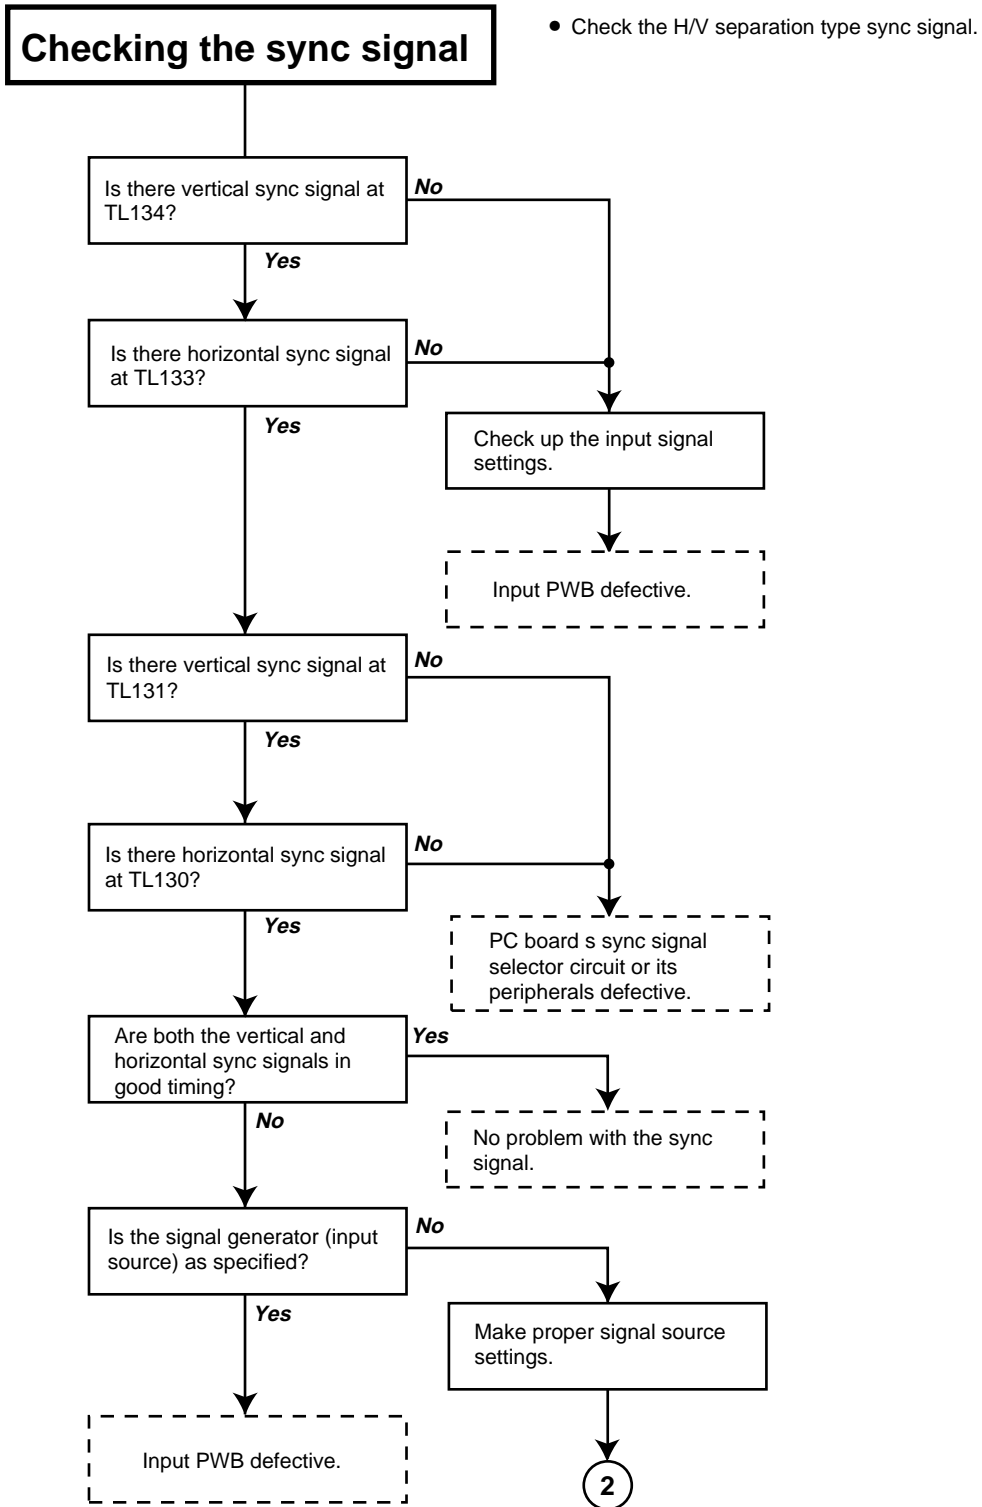 Checking the sync signal
● Check the H/V separation type sync signal.
Is there vertical sync signal at
TL134?
No
Yes
Is there horizontal sync signal
at TL133?
No
Yes
Check up the input signal
settings.
Input PWB defective.
Is there vertical sync signal at
TL131?
No
Yes
Is there horizontal sync signal
at TL130?
No
Yes
PC board s sync signal
selector circuit or its
peripherals defective.
Are both the vertical and
horizontal sync signals in
good timing?
Yes
No
No problem with the sync
signal.
Is the signal generator (input
source) as specified?
No
Yes
Make proper signal source
settings.
Input PWB defective.
2